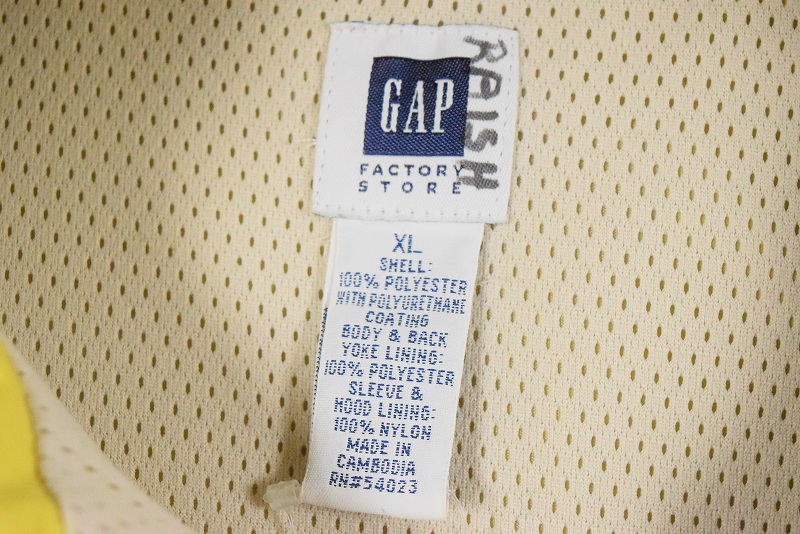 GAP
FACTORY
STORE
RAISH
XL
SHELL:
100% POLYESTER
WITH POLYURETHANE
COATING
BODY & BACK
YOKE LINING:
100% POLYESTER
SLEEVE &
HOOD LINING:
100% NYLON
MADE IN
CAMBODIA
RN#54023